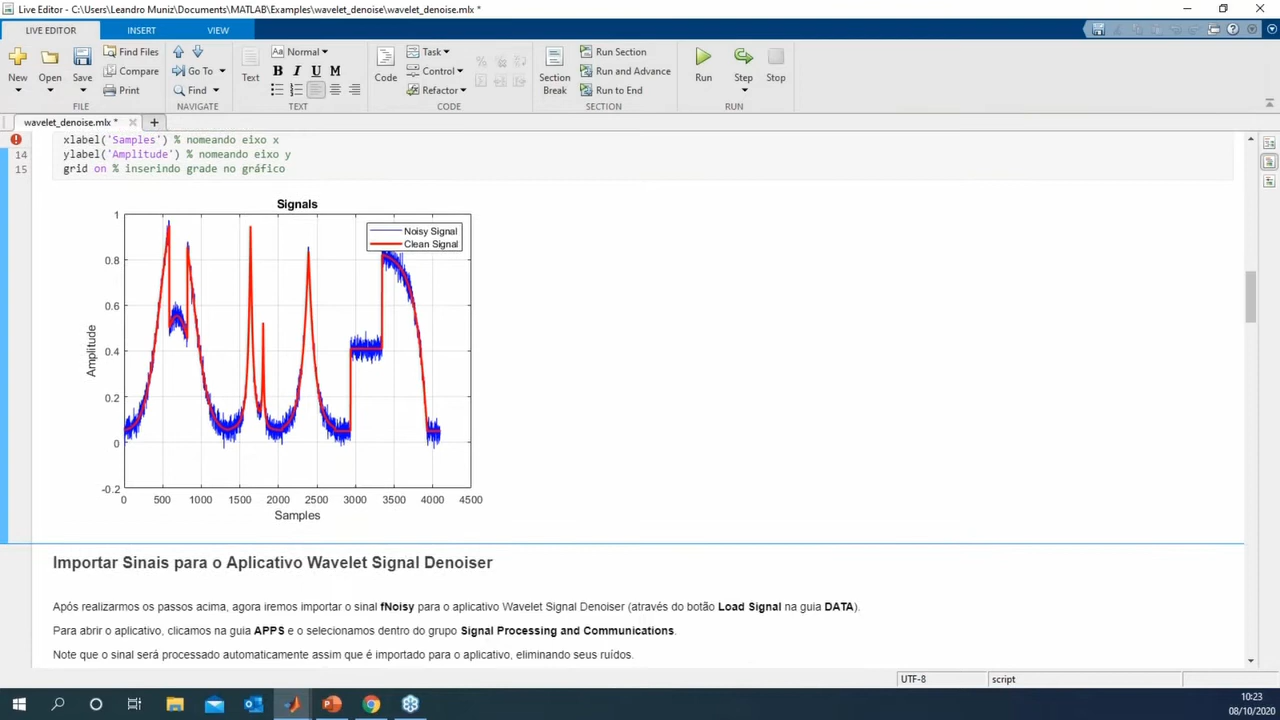 Live Editor - C:\Users\Leandro Muniz\Documents\MATLAB\Examples\wavelet_denoise\wavelet_denoise.mlx *
LIVE EDITOR INSERT VIEW
New Open Save Find Files Compare Print
FILE
Go To Find
NAVIGATE
Text Aa Normal
B I U M
TEXT
Code Task Control Refactor
CODE
Section Break Run Section Run and Advance Run to End
SECTION
Run Step Stop
RUN
wavelet_denoise.mlx *
xlabel('Samples') % nomeando eixo x
14 ylabel('Amplitude') % nomeando eixo y
15 grid on % inserindo grade no gráfico
Signals
Noisy Signal
Clean Signal
1
0.8
0.6
0.4
0.2
0
-0.2
Amplitude
0 500 1000 1500 2000 2500 3000 3500 4000 4500
Samples
Importar Sinais para o Aplicativo Wavelet Signal Denoiser
Após realizarmos os passos acima, agora iremos importar o sinal fNoisy para o aplicativo Wavelet Signal Denoiser (através do botão Load Signal na guia DATA).
Para abrir o aplicativo, clicamos na guia APPS e o selecionamos dentro do grupo Signal Processing and Communications.
Note que o sinal será processado automaticamente assim que é importado para o aplicativo, eliminando seus ruídos.
UTF-8 script
10:23
08/10/2020